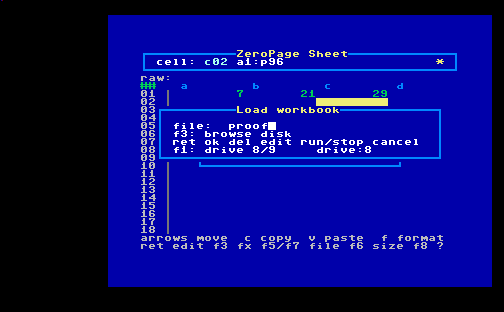 ZeroPage Sheet
cell: c02 a1:p96 *
raw:
## a b c d
01 7 21 29
02
03 Load workbook
04
05 file: proof
06 f3: browse disk
07 ret ok del edit run/stop cancel
08 f1: drive 8/9 drive:8
09
10
11
12
13
14
15
16
17
18
arrows move c copy v paste f format
ret edit f3 fx f5/f7 file f6 size f8 ?